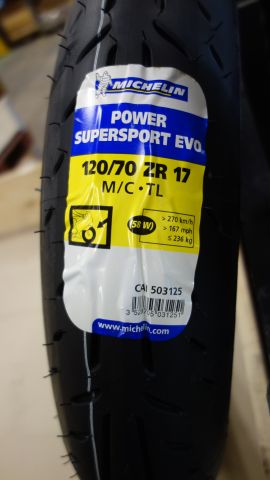 MICHELIN
POWER
SUPERSPORT EVO
120/70 ZR 17
M/C • TL
(58 W)
> 270 km/h
> 167 mph
≤ 236 kg
CAI 503125
www.michelin.com